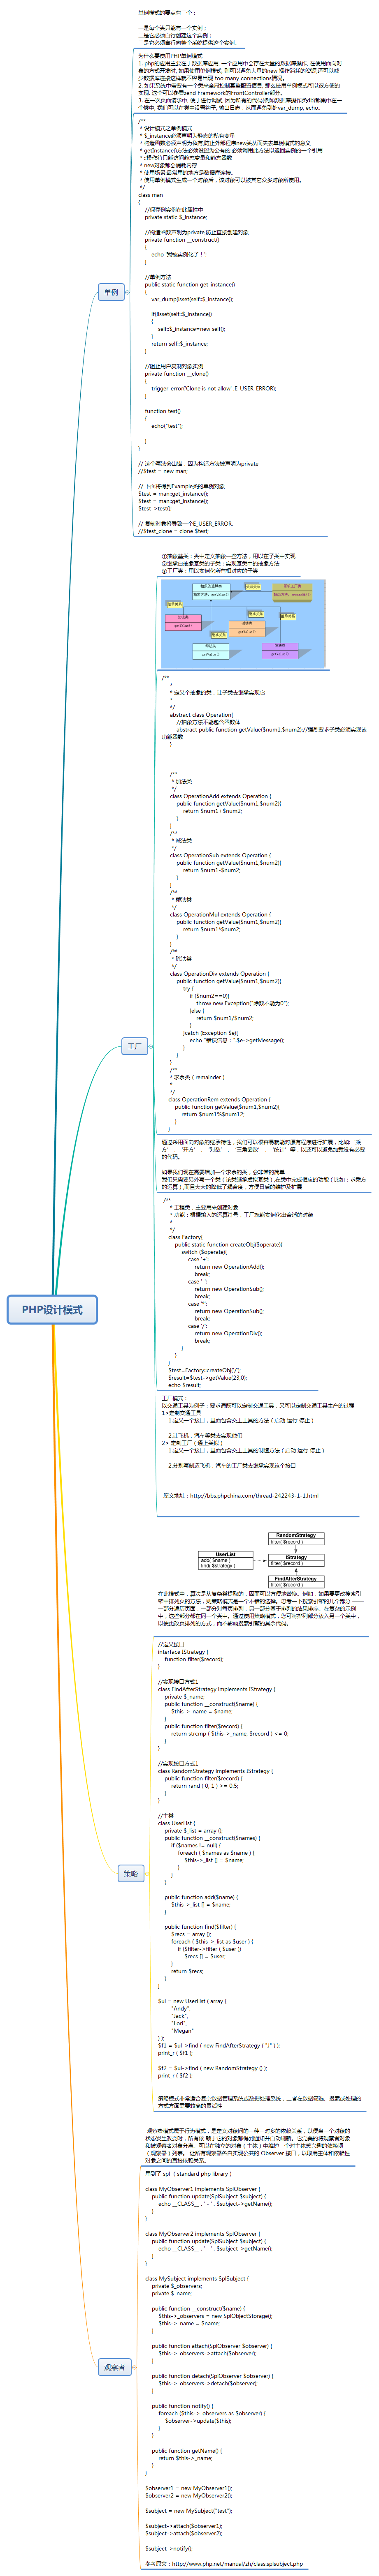 PHP设计模式
单例
单例模式的要点有三个：
一是每个类只能有一个实例；
二是它必须自行创建这个实例；
三是它必须自行向整个系统提供这个实例。
为什么要使用PHP单例模式
1, php的应用主要在于数据库应用, 一个应用中会存在大量的数据库操作, 在使用面向对
象的方式开发时, 如果使用单例模式, 则可以避免大量的new 操作消耗的资源,还可以减
少数据库连接这样就不容易出现 too many connections情况。
2, 如果系统中需要有一个类来全局控制某些配置信息, 那么使用单例模式可以很方便的
实现. 这个可以参看zend Framework的FrontController部分。
3, 在一次页面请求中, 便于进行调试, 因为所有的代码(例如数据库操作类db)都集中在一
个类中, 我们可以在类中设置钩子, 输出日志，从而避免到处var_dump, echo。
/**
* 设计模式之单例模式
* $_instance必须声明为静态的私有变量
* 构造函数必须声明为私有,防止外部程序new类从而失去单例模式的意义
* getInstance()方法必须设置为公有的,必须调用此方法以返回实例的一个引用
* ::操作符只能访问静态变量和静态函数
* new对象都会消耗内存
* 使用场景:最常用的地方是数据库连接。
* 使用单例模式生成一个对象后，该对象可以被其它众多对象所使用。
*/
class man
{
//保存例实例在此属性中
private static $_instance;
//构造函数声明为private,防止直接创建对象
private function __construct()
{
echo '我被实例化了！';
}
//单例方法
public static function get_instance()
{
var_dump(isset(self::$_instance));
if(!isset(self::$_instance))
{
self::$_instance=new self();
}
return self::$_instance;
}
//阻止用户复制对象实例
private function __clone()
{
trigger_error('Clone is not allow' ,E_USER_ERROR);
}
function test()
{
echo("test");
}
}
// 这个写法会出错，因为构造方法被声明为private
//$test = new man;
// 下面将得到Example类的单例对象
$test = man::get_instance();
$test = man::get_instance();
$test->test();
// 复制对象将导致一个E_USER_ERROR.
//$test_clone = clone $test;
工厂
①抽象基类：类中定义抽象一些方法，用以在子类中实现
②继承自抽象基类的子类：实现基类中的抽象方法
③工厂类：用以实例化所有相对应的子类
/**
*
* 定义个抽象的类，让子类去继承实现它
*
*/
abstract class Operation{
//抽象方法不能包含函数体
abstract public function getValue($num1,$num2);//强烈要求子类必须实现该
功能函数
}
/**
* 加法类
*/
class OperationAdd extends Operation {
public function getValue($num1,$num2){
return $num1+$num2;
}
}
/**
* 减法类
*/
class OperationSub extends Operation {
public function getValue($num1,$num2){
return $num1-$num2;
}
}
/**
* 乘法类
*/
class OperationMul extends Operation {
public function getValue($num1,$num2){
return $num1*$num2;
}
}
/**
* 除法类
*/
class OperationDiv extends Operation {
public function getValue($num1,$num2){
try {
if ($num2==0){
throw new Exception("除数不能为0");
}else {
return $num1/$num2;
}
}catch (Exception $e){
echo "错误信息：".$e->getMessage();
}
}
}
/**
* 求余类（remainder）
*
*/
class OperationRem extends Operation {
public function getValue($num1,$num2){
return $num1%$num12;
}
}
通过采用面向对象的继承特性，我们可以很容易就能对原有程序进行扩展，比如:‘乘
方’，‘开方’，‘对数’，‘三角函数’，‘统计’等，以还可以避免加载没有必要
的代码。
如果我们现在需要增加一个求余的类，会非常的简单
我们只需要另外写一个类（该类继承虚拟基类）,在类中完成相应的功能（比如：求乘方
的运算）,而且大大的降低了耦合度，方便日后的维护及扩展
/**
* 工程类，主要用来创建对象
* 功能：根据输入的运算符号，工厂就能实例化出合适的对象
*
*/
class Factory{
public static function createObj($operate){
switch ($operate){
case '+':
return new OperationAdd();
break;
case '-':
return new OperationSub();
break;
case '*':
return new OperationSub();
break;
case '/':
return new OperationDiv();
break;
}
}
}
$test=Factory::createObj('/');
$result=$test->getValue(23,0);
echo $result;
工厂模式：
以交通工具为例子：要求请既可以定制交通工具，又可以定制交通工具生产的过程
1>定制交通工具
1.定义一个接口，里面包含交工工具的方法（启动 运行 停止）
2.让飞机，汽车等类去实现他们
2> 定制工厂（通上类似）
1.定义一个接口，里面包含交工工具的制造方法（启动 运行 停止）
2.分别写制造飞机，汽车的工厂类去继承实现这个接口
原文地址：http://bbs.phpchina.com/thread-242243-1-1.html
策略
RandomStrategy
filter( $record )
UserList
add( $name )
find( $strategy )
IStrategy
filter( $record )
FindAfterStrategy
filter( $record )
在此模式中，算法是从复杂类提取的，因而可以方便地替换。例如，如果要更改搜索引
擎中排列页的方法，则策略模式是一个不错的选择。思考一下搜索引擎的几个部分 ——
一部分遍历页面，一部分对每页排列，另一部分基于排列的结果排序。在复杂的示例
中，这些部分都在同一个类中。通过使用策略模式，您可将排列部分放入另一个类中，
以便更改页排列的方式，而不影响搜索引擎的其余代码。
//定义接口
interface IStrategy {
function filter($record);
}
//实现接口方式1
class FindAfterStrategy implements IStrategy {
private $_name;
public function __construct($name) {
$this->_name = $name;
}
public function filter($record) {
return strcmp ( $this->_name, $record ) <= 0;
}
}
//实现接口方式1
class RandomStrategy implements IStrategy {
public function filter($record) {
return rand ( 0, 1 ) >= 0.5;
}
}
//主类
class UserList {
private $_list = array ();
public function __construct($names) {
if ($names != null) {
foreach ( $names as $name ) {
$this->_list [] = $name;
}
}
}
public function add($name) {
$this->_list [] = $name;
}
public function find($filter) {
$recs = array ();
foreach ( $this->_list as $user ) {
if ($filter->filter ( $user ))
$recs [] = $user;
}
return $recs;
}
}
$ul = new UserList ( array (
"Andy",
"Jack",
"Lori",
"Megan"
) );
$f1 = $ul->find ( new FindAfterStrategy ( "J" ) );
print_r ( $f1 );
$f2 = $ul->find ( new RandomStrategy () );
print_r ( $f2 );
策略模式非常适合复杂数据管理系统或数据处理系统，二者在数据筛选、搜索或处理的
方式方面需要较高的灵活性
观察者
观察者模式属于行为模式，是定义对象间的一种一对多的依赖关系，以便当一个对象的
状态发生改变时，所有依 赖于它的对象都得到通知并自动刷新。它完美的将观察者对象
和被观察者对象分离。可以在独立的对象（主体）中维护一个对主体感兴趣的依赖项
（观察器）列表。 让所有观察器各自实现公共的 Observer 接口，以取消主体和依赖性
对象之间的直接依赖关系。
用到了 spl （standard php library）
class MyObserver1 implements SplObserver {
public function update(SplSubject $subject) {
echo __CLASS__ . ' - ' . $subject->getName();
}
}
class MyObserver2 implements SplObserver {
public function update(SplSubject $subject) {
echo __CLASS__ . ' - ' . $subject->getName();
}
}
class MySubject implements SplSubject {
private $_observers;
private $_name;
public function __construct($name) {
$this->_observers = new SplObjectStorage();
$this->_name = $name;
}
public function attach(SplObserver $observer) {
$this->_observers->attach($observer);
}
public function detach(SplObserver $observer) {
$this->_observers->detach($observer);
}
public function notify() {
foreach ($this->_observers as $observer) {
$observer->update($this);
}
}
public function getName() {
return $this->_name;
}
}
$observer1 = new MyObserver1();
$observer2 = new MyObserver2();
$subject = new MySubject("test");
$subject->attach($observer1);
$subject->attach($observer2);
$subject->notify();
参考原文：http://www.php.net/manual/zh/class.splsubject.php